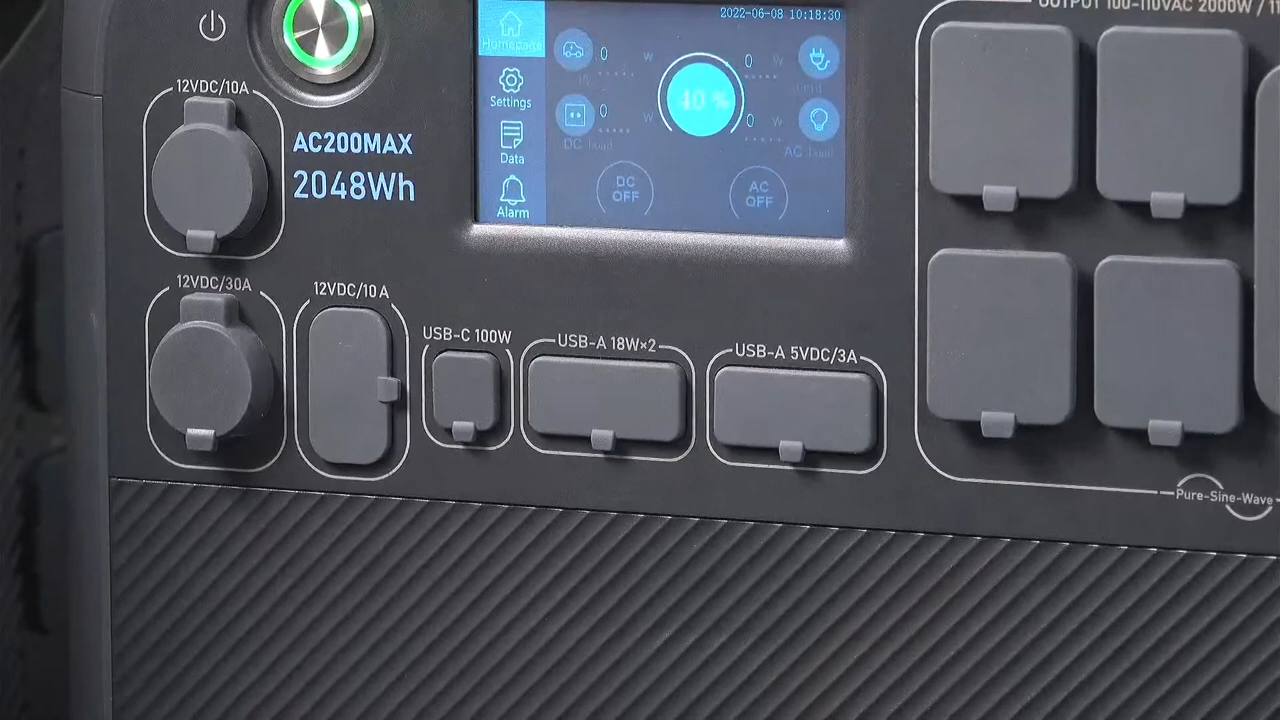 OUTPUT 100-110VAC 2000W
12VDC/10A
AC200MAX
2048Wh
2022-06-08 10:18:30
Homepage
Settings
Data
Alarm
0 W
0 W
0 W
0 W
40 %
DC Load
AC Load
DC OFF
AC OFF
12VDC/30A
12VDC/10A
USB-C 100W
USB-A 18W×2
USB-A 5VDC/3A
Pure-Sine-Wave